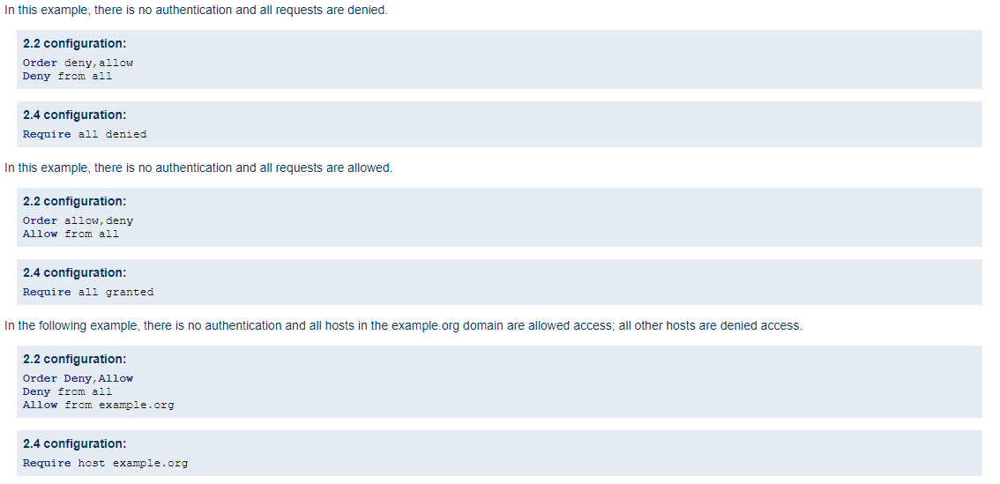 In this example, there is no authentication and all requests are denied.
2.2 configuration:
Order deny,allow
Deny from all
2.4 configuration:
Require all denied
In this example, there is no authentication and all requests are allowed.
2.2 configuration:
Order allow,deny
Allow from all
2.4 configuration:
Require all granted
In the following example, there is no authentication and all hosts in the example.org domain are allowed access; all other hosts are denied access.
2.2 configuration:
Order Deny,Allow
Deny from all
Allow from example.org
2.4 configuration:
Require host example.org